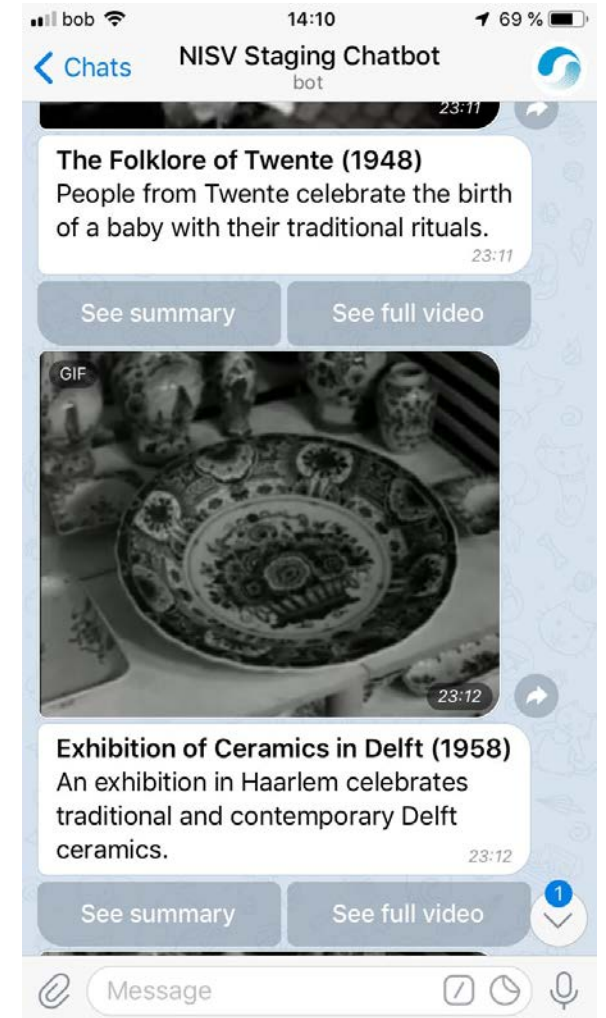 bob 14:10 69 %
Chats NISV Staging Chatbot
bot
23:11
The Folklore of Twente (1948)
People from Twente celebrate the birth
of a baby with their traditional rituals.
23:11
See summary See full video
GIF
23:12
Exhibition of Ceramics in Delft (1958)
An exhibition in Haarlem celebrates
traditional and contemporary Delft
ceramics.
23:12
See summary See full video
1
Message